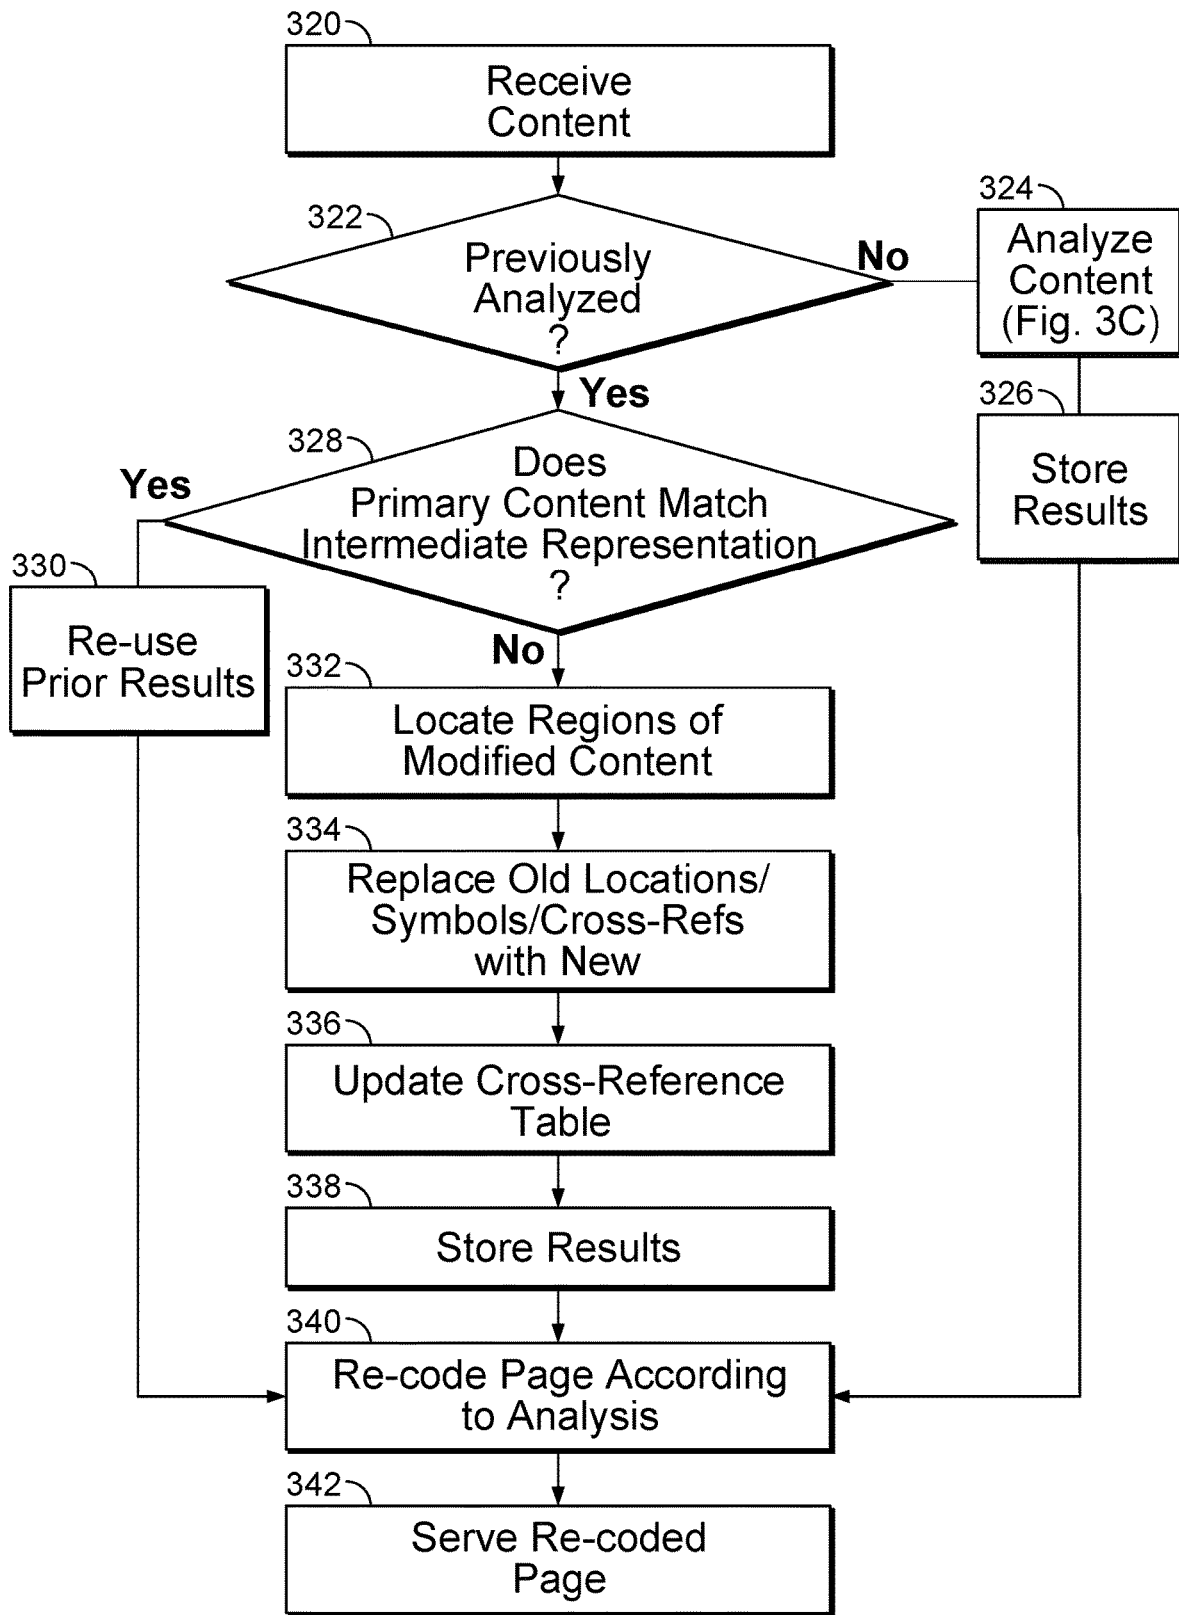 320
Receive
Content
322
Previously
Analyzed
?
No
324
Analyze
Content
(Fig. 3C)
Yes
326
Store
Results
328
Does
Primary Content Match
Intermediate Representation
?
Yes
330
Re-use
Prior Results
No
332
Locate Regions of
Modified Content
334
Replace Old Locations/
Symbols/Cross-Refs
with New
336
Update Cross-Reference
Table
338
Store Results
340
Re-code Page According
to Analysis
342
Serve Re-coded
Page